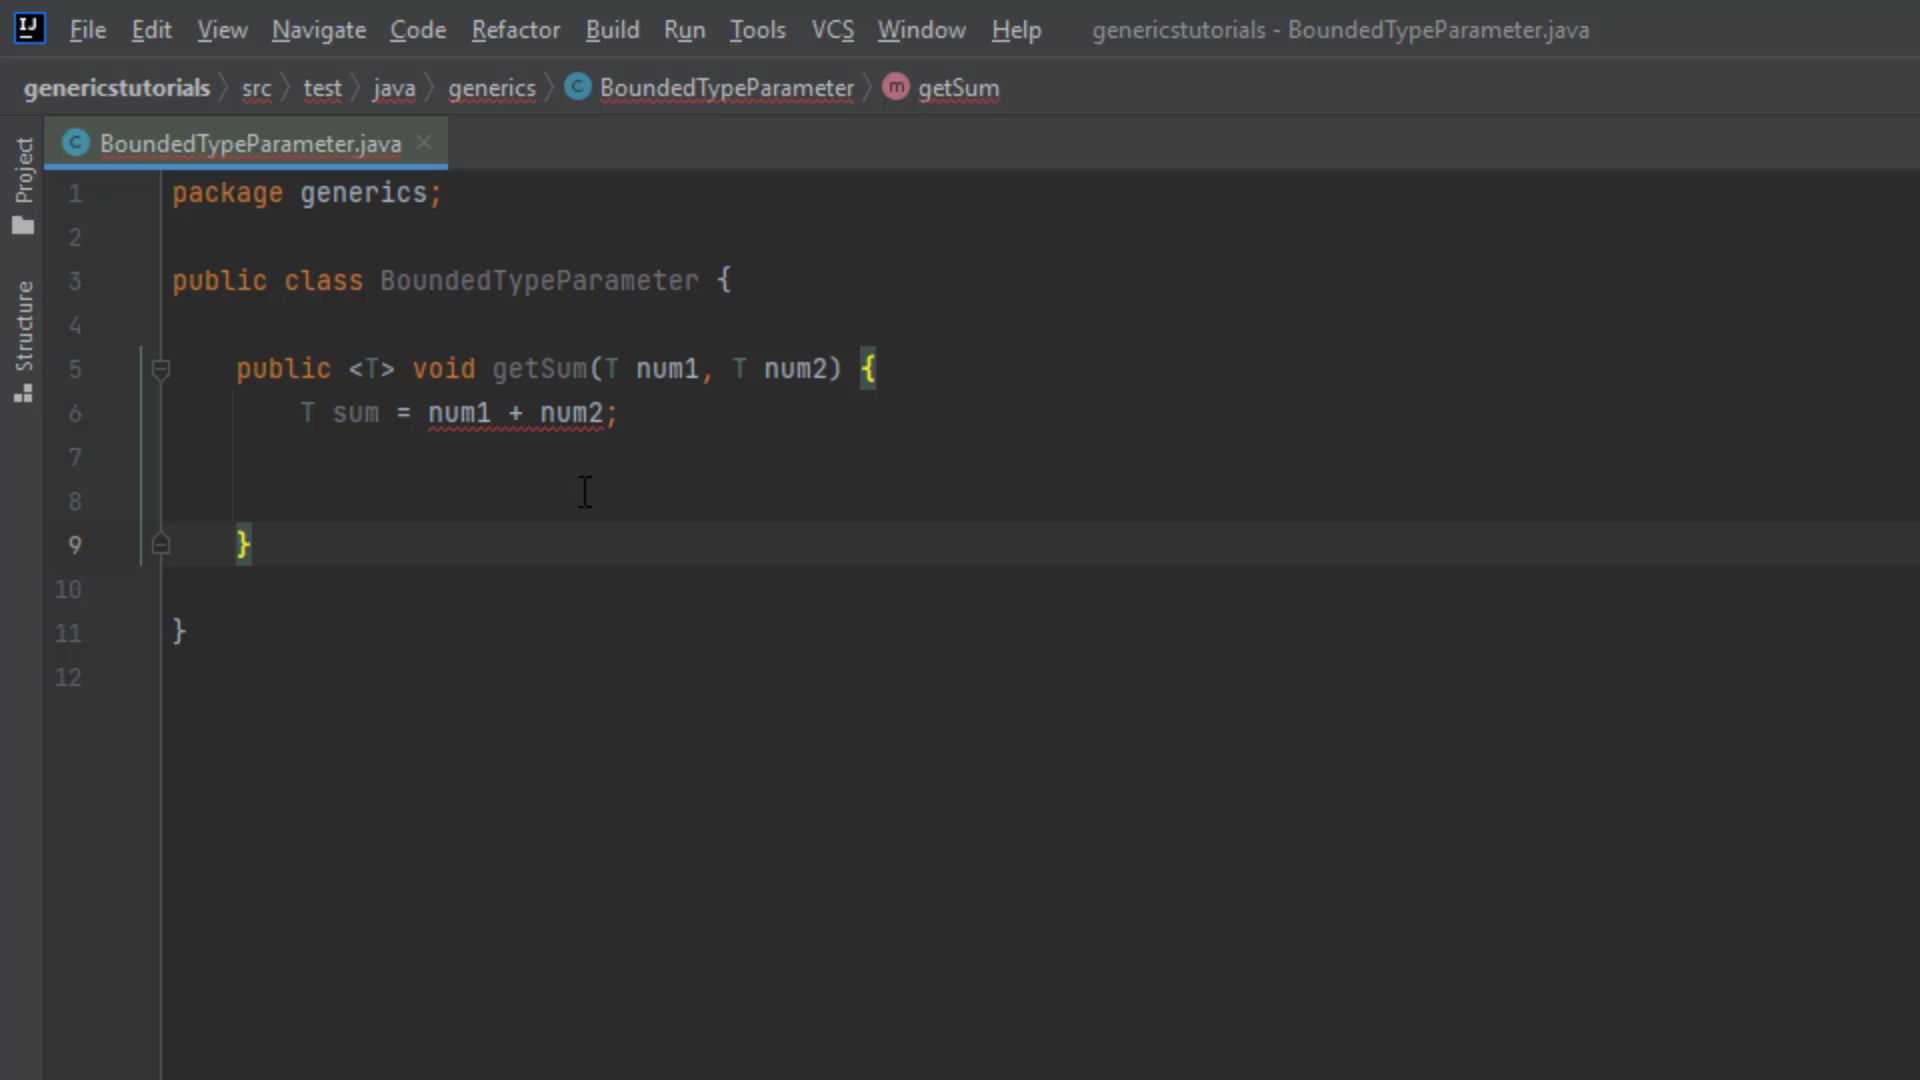 IJ File Edit View Navigate Code Refactor Build Run Tools VCS Window Help genericstutorials - BoundedTypeParameter.java
genericstutorials src test java generics C BoundedTypeParameter m getSum
C BoundedTypeParameter.java
Project
Structure
1 package generics;
2
3 public class BoundedTypeParameter {
4
5 public <T> void getSum(T num1, T num2) {
6 T sum = num1 + num2;
7
8
9 }
10
11 }
12